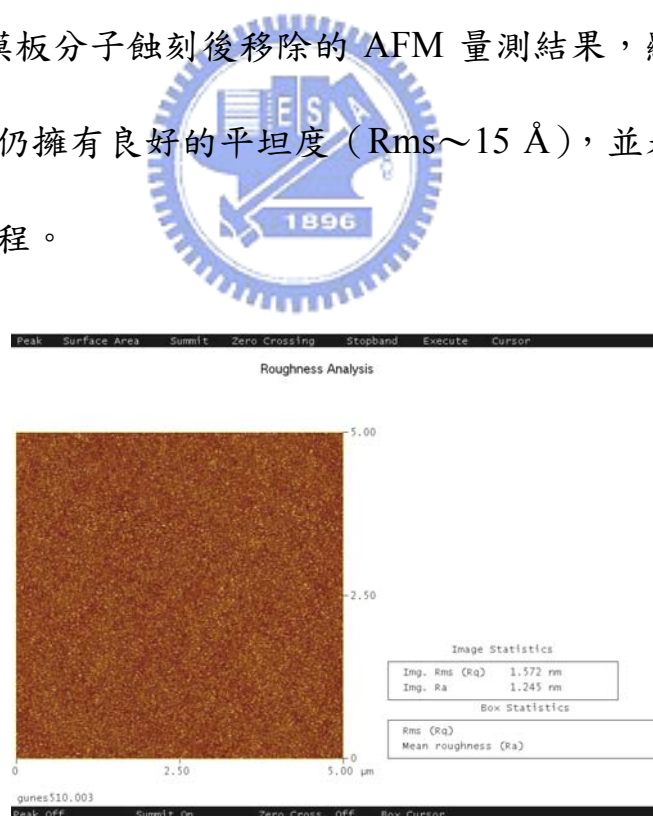 模板分子蝕刻後移除的 AFM 量測結果，
仍擁有良好的平坦度（Rms～15 Å），並
程。
ES A
1896
Peak Surface Area Summit Zero Crossing Stopband Execute Cursor
Roughness Analysis
5.00
2.50
Image Statistics
Img. Rms (Rq) 1.572 nm
Img. Ra 1.245 nm
Box Statistics
Rms (Rq)
Mean roughness (Ra)
0
0 2.50 5.00 μm
gunes510.003
Peak Off Summit On Zero Cross. Off Box Cursor